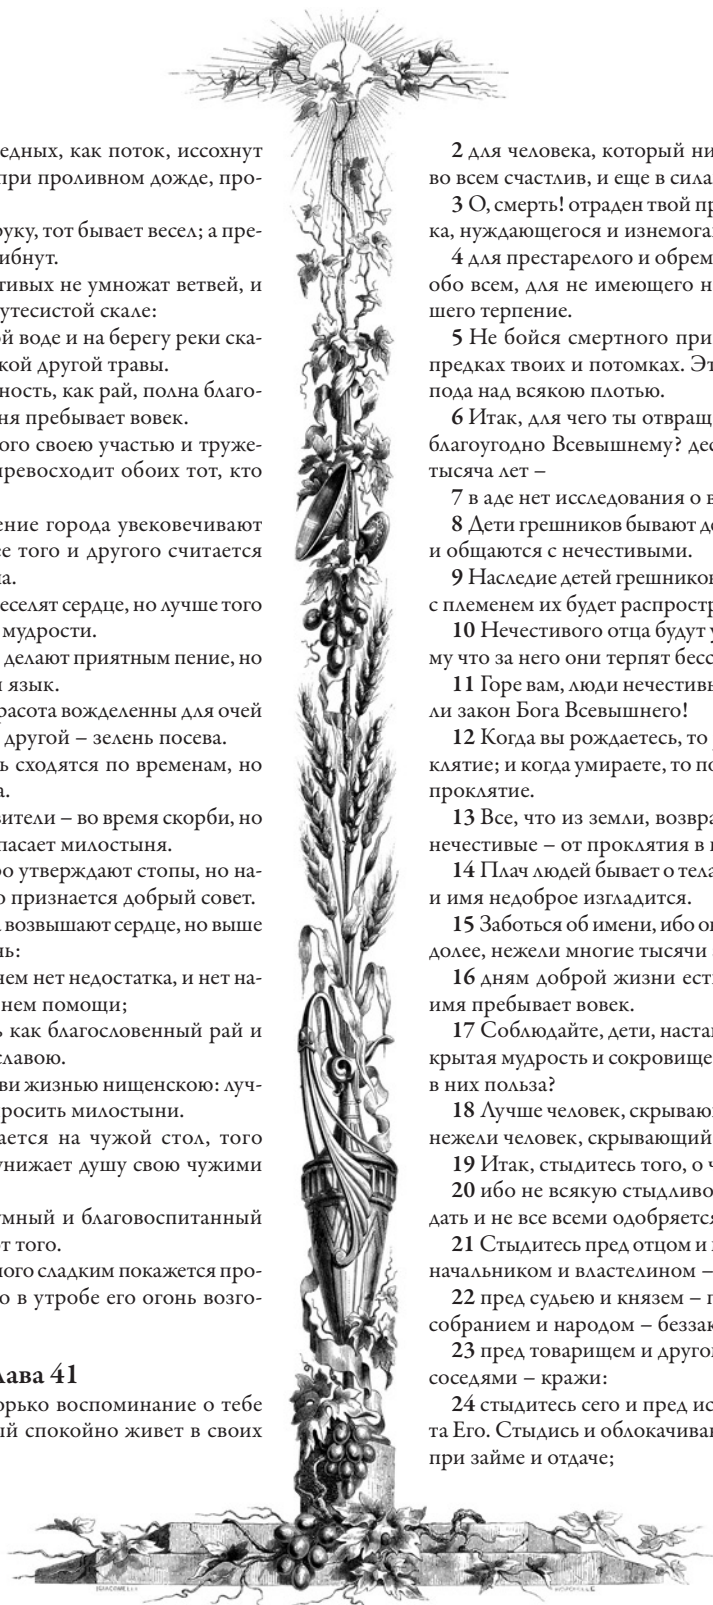 едных, как поток, иссохнут
при проливном дожде, про-
руку, тот бывает весел; а пре-
ибнут.
тивых не умножат ветвей, и
утесистой скале:
ой воде и на берегу реки ска-
кой другой травы.
ность, как рай, полна благо-
ня пребывает вовек.
ого своею участью и труже-
превосходит обоих тот, кто
ение города увековечивают
ее того и другого считается
на.
еселят сердце, но лучше того
мудрости.
делают приятным пение, но
й язык.
расота вожделенны для очей
другой – зелень посева.
ь сходятся по временам, но
а.
вители – во время скорби, но
пасает милостыня.
ро утверждают стопы, но на-
о признается добрый совет.
возвышают сердце, но выше
нь:
нем нет недостатка, и нет на-
нем помощи;
ь как благословенный рай и
славою.
ви жизнью нищенскою: луч-
росить милостыни.
ается на чужой стол, того
унижает душу свою чужими
умный и благовоспитанный
от того.
ного сладким покажется про-
о в утробе его огонь возго-
лава 41
орько воспоминание о тебе
ый спокойно живет в своих
2 для человека, который ни
во всем счастлив, и еще в сила
3 О, смерть! отраден твой пр
ка, нуждающегося и изнемога
4 для престарелого и обрем
обо всем, для не имеющего н
шего терпение.
5 Не бойся смертного при
предках твоих и потомках. Эт
пода над всякою плотью.
6 Итак, для чего ты отвращ
благоугодно Всевышнему? дес
тысяча лет –
7 в аде нет исследования о в
8 Дети грешников бывают де
и общаются с нечестивыми.
9 Наследие детей грешников
с племенем их будет распростр
10 Нечестивого отца будут у
му что за него они терпят бесс
11 Горе вам, люди нечестивы
ли закон Бога Всевышнего!
12 Когда вы рождаетесь, то
клятие; и когда умираете, то по
проклятие.
13 Все, что из земли, возвра
нечестивые – от проклятия в п
14 Плач людей бывает о тела
и имя недоброе изгладится.
15 Заботься об имени, ибо он
долее, нежели многие тысячи
16 дням доброй жизни есть
имя пребывает вовек.
17 Соблюдайте, дети, настав
крытая мудрость и сокровище
в них польза?
18 Лучше человек, скрываю
нежели человек, скрывающий
19 Итак, стыдитесь того, о ч
20 ибо не всякую стыдливо
дать и не все всеми одобряется
21 Стыдитесь пред отцом и м
начальником и властелином –
22 пред судьею и князем – п
собранием и народом – беззак
23 пред товарищем и другом
соседями – кражи:
24 стыдитесь сего и пред ис
та Его. Стыдись и облокачиван
при займе и отдаче;